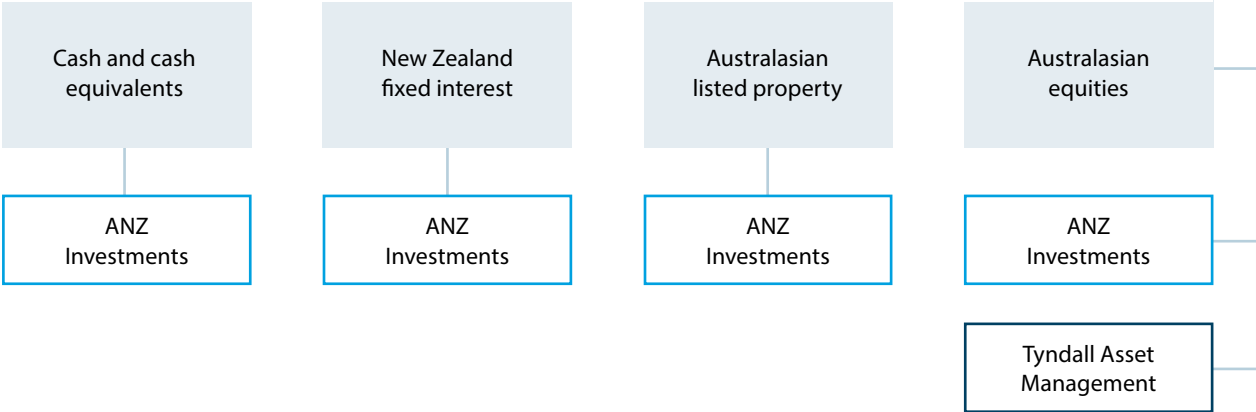 Cash and cash
equivalents
New Zealand
fixed interest
Australasian
listed property
Australasian
equities
ANZ
Investments
ANZ
Investments
ANZ
Investments
ANZ
Investments
Tyndall Asset
Management